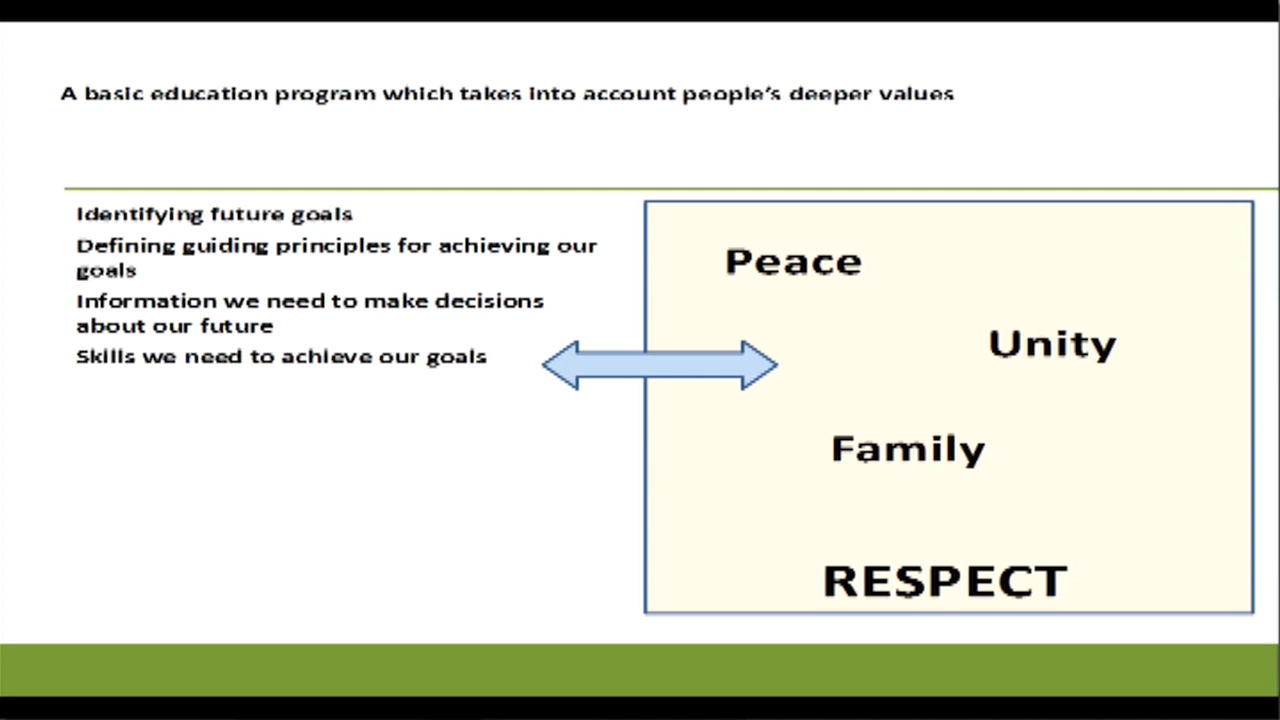 A basic education program which takes into account people's deeper values
Identifying future goals
Defining guiding principles for achieving our
goals
Information we need to make decisions
about our future
Skills we need to achieve our goals
Peace
Unity
Family
RESPECT